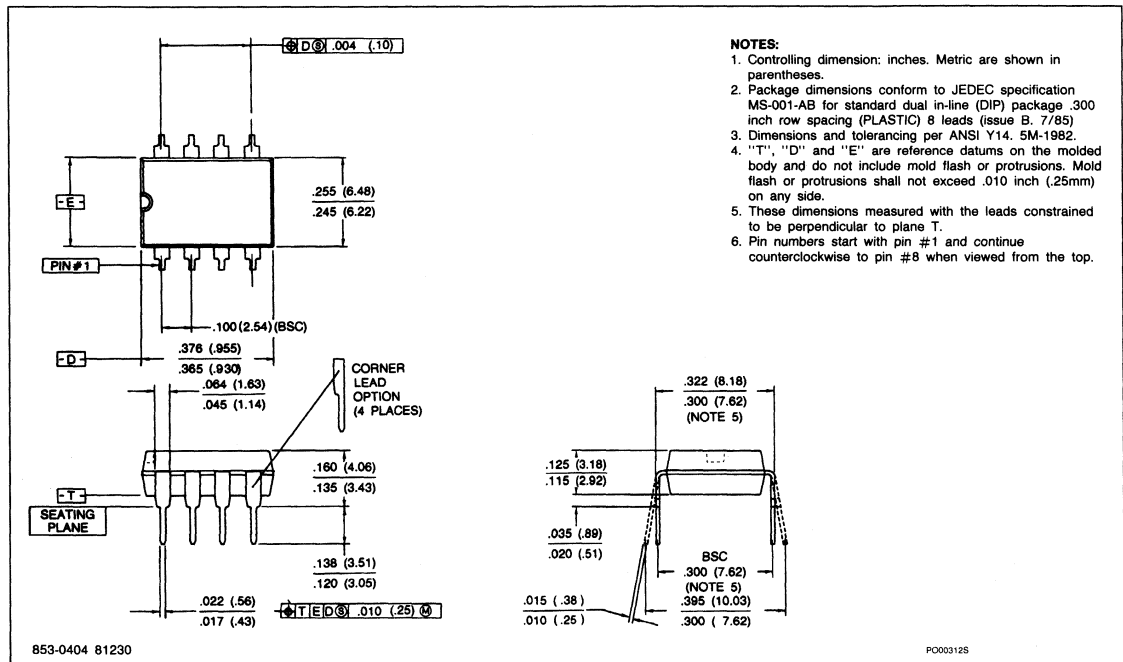 ⌖ D Ⓢ .004 (.10)
NOTES:
1. Controlling dimension: inches. Metric are shown in
parentheses.
2. Package dimensions conform to JEDEC specification
MS-001-AB for standard dual in-line (DIP) package .300
inch row spacing (PLASTIC) 8 leads (issue B. 7/85)
3. Dimensions and tolerancing per ANSI Y14. 5M-1982.
4. "T", "D" and "E" are reference datums on the molded
body and do not include mold flash or protrusions. Mold
flash or protrusions shall not exceed .010 inch (.25mm)
on any side.
5. These dimensions measured with the leads constrained
to be perpendicular to plane T.
6. Pin numbers start with pin #1 and continue
counterclockwise to pin #8 when viewed from the top.
-E-
.255 (6.48)
.245 (6.22)
PIN#1
.100(2.54)(BSC)
-D-
.376 (.955)
.365 (.930)
.064 (1.63)
.045 (1.14)
CORNER
LEAD
OPTION
(4 PLACES)
.160 (4.06)
.135 (3.43)
-T-
SEATING
PLANE
.138 (3.51)
.120 (3.05)
.022 (.56)
.017 (.43)
⌖ T E D Ⓢ .010 (.25) Ⓜ
.322 (8.18)
.300 (7.62)
(NOTE 5)
.125 (3.18)
.115 (2.92)
.035 (.89)
.020 (.51)
BSC
.300 (7.62)
(NOTE 5)
.395 (10.03)
.300 ( 7.62)
.015 ( .38 )
.010 ( .25 )
853-0404 81230
PO00312S